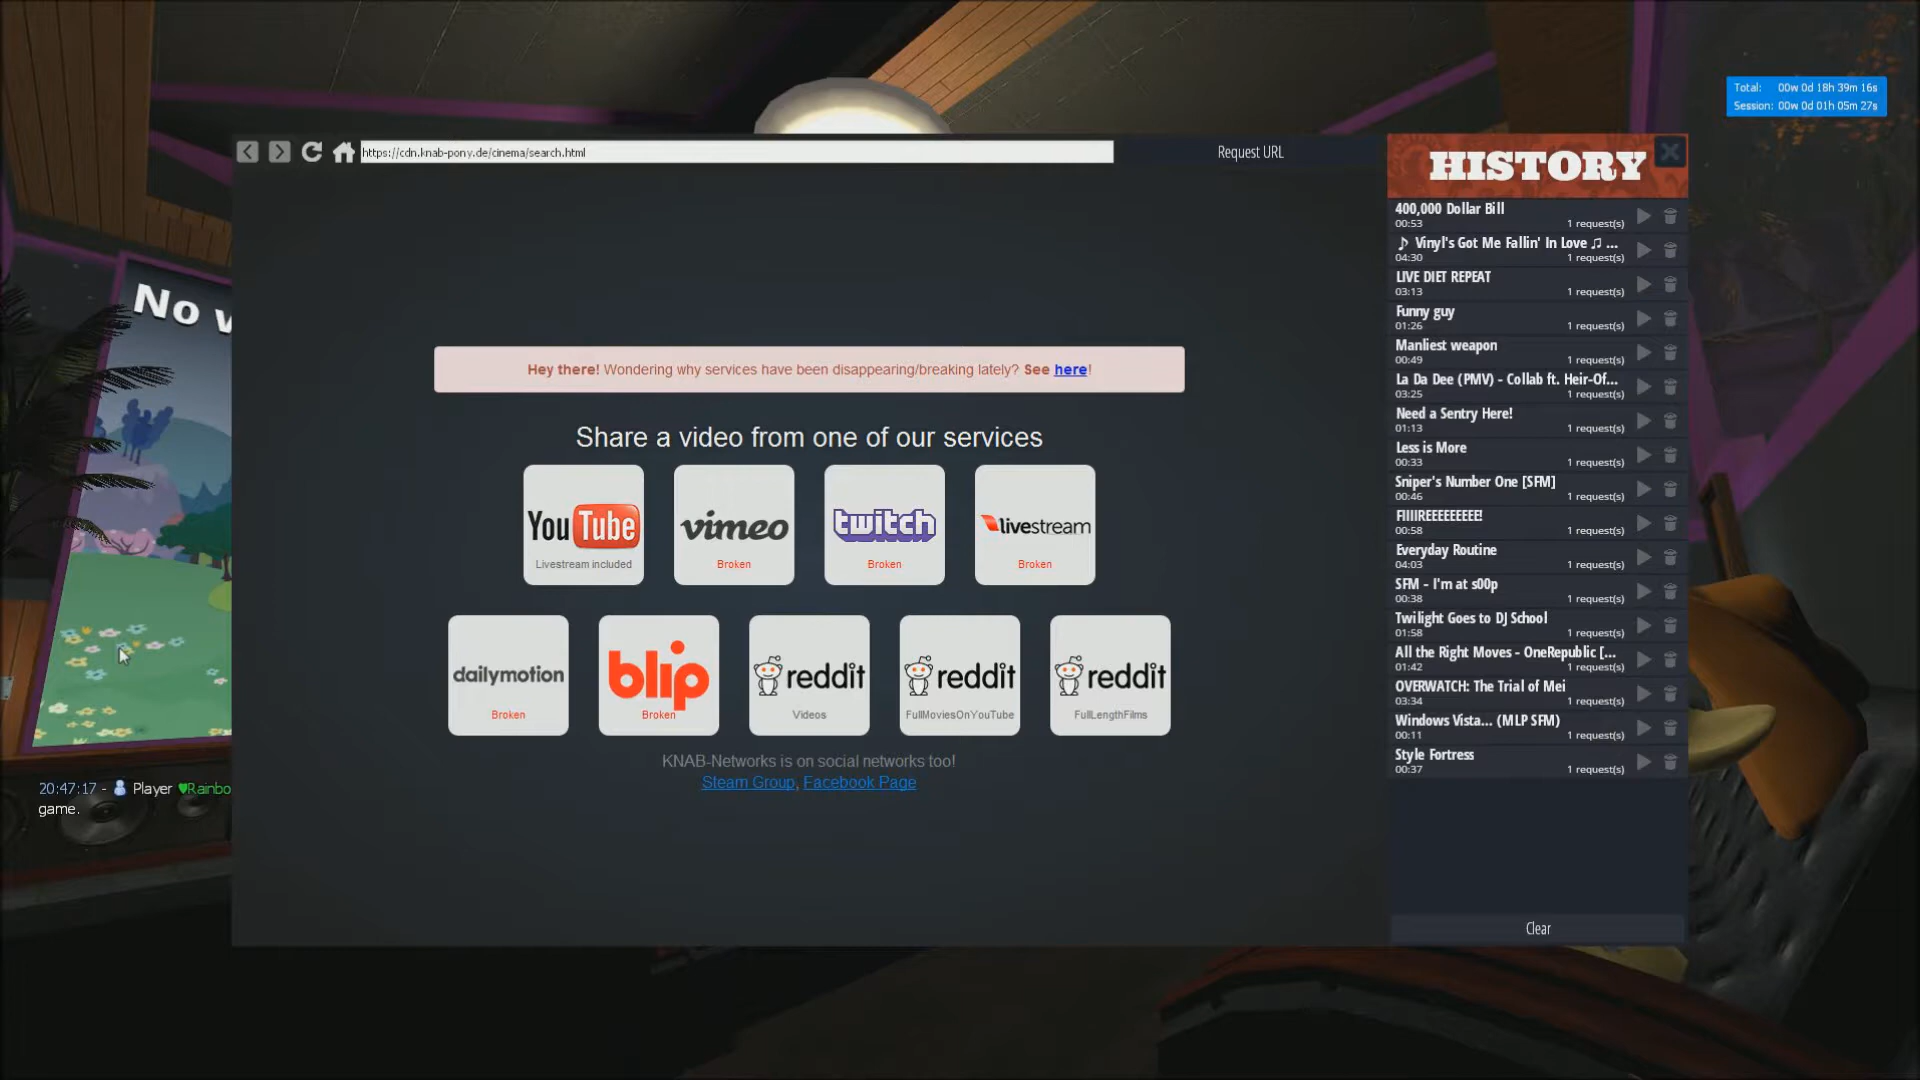 Total: 00w 0d 18h 39m 16s
Session: 00w 0d 01h 05m 27s
https://cdn.knab-pony.de/cinema/search.html
Request URL
HISTORY
400,000 Dollar Bill
00:53 1 request(s)
♪ Vinyl's Got Me Fallin' In Love ♫ ...
04:30 1 request(s)
LIVE DIET REPEAT
03:13 1 request(s)
Funny guy
01:26 1 request(s)
Manliest weapon
00:49 1 request(s)
La Da Dee (PMV) - Collab ft. Heir-Of...
03:25 1 request(s)
Need a Sentry Here!
01:13 1 request(s)
Less is More
00:33 1 request(s)
Sniper's Number One [SFM]
00:46 1 request(s)
FIIIIREEEEEEEEE!
00:58 1 request(s)
Everyday Routine
04:03 1 request(s)
SFM - I'm at s00p
00:38 1 request(s)
Twilight Goes to DJ School
01:58 1 request(s)
All the Right Moves - OneRepublic [...
01:42 1 request(s)
OVERWATCH: The Trial of Mei
03:34 1 request(s)
Windows Vista... (MLP SFM)
00:11 1 request(s)
Style Fortress
00:37 1 request(s)
Clear
No
Hey there! Wondering why services have been disappearing/breaking lately? See here!
Share a video from one of our services
YouTube
Livestream included
vimeo
Broken
twitch
Broken
livestream
Broken
dailymotion
Broken
blip
Broken
reddit
Videos
reddit
FullMoviesOnYouTube
reddit
FullLengthFilms
KNAB-Networks is on social networks too!
Steam Group, Facebook Page
20:47:17 - Player ♥Rainbo
game.